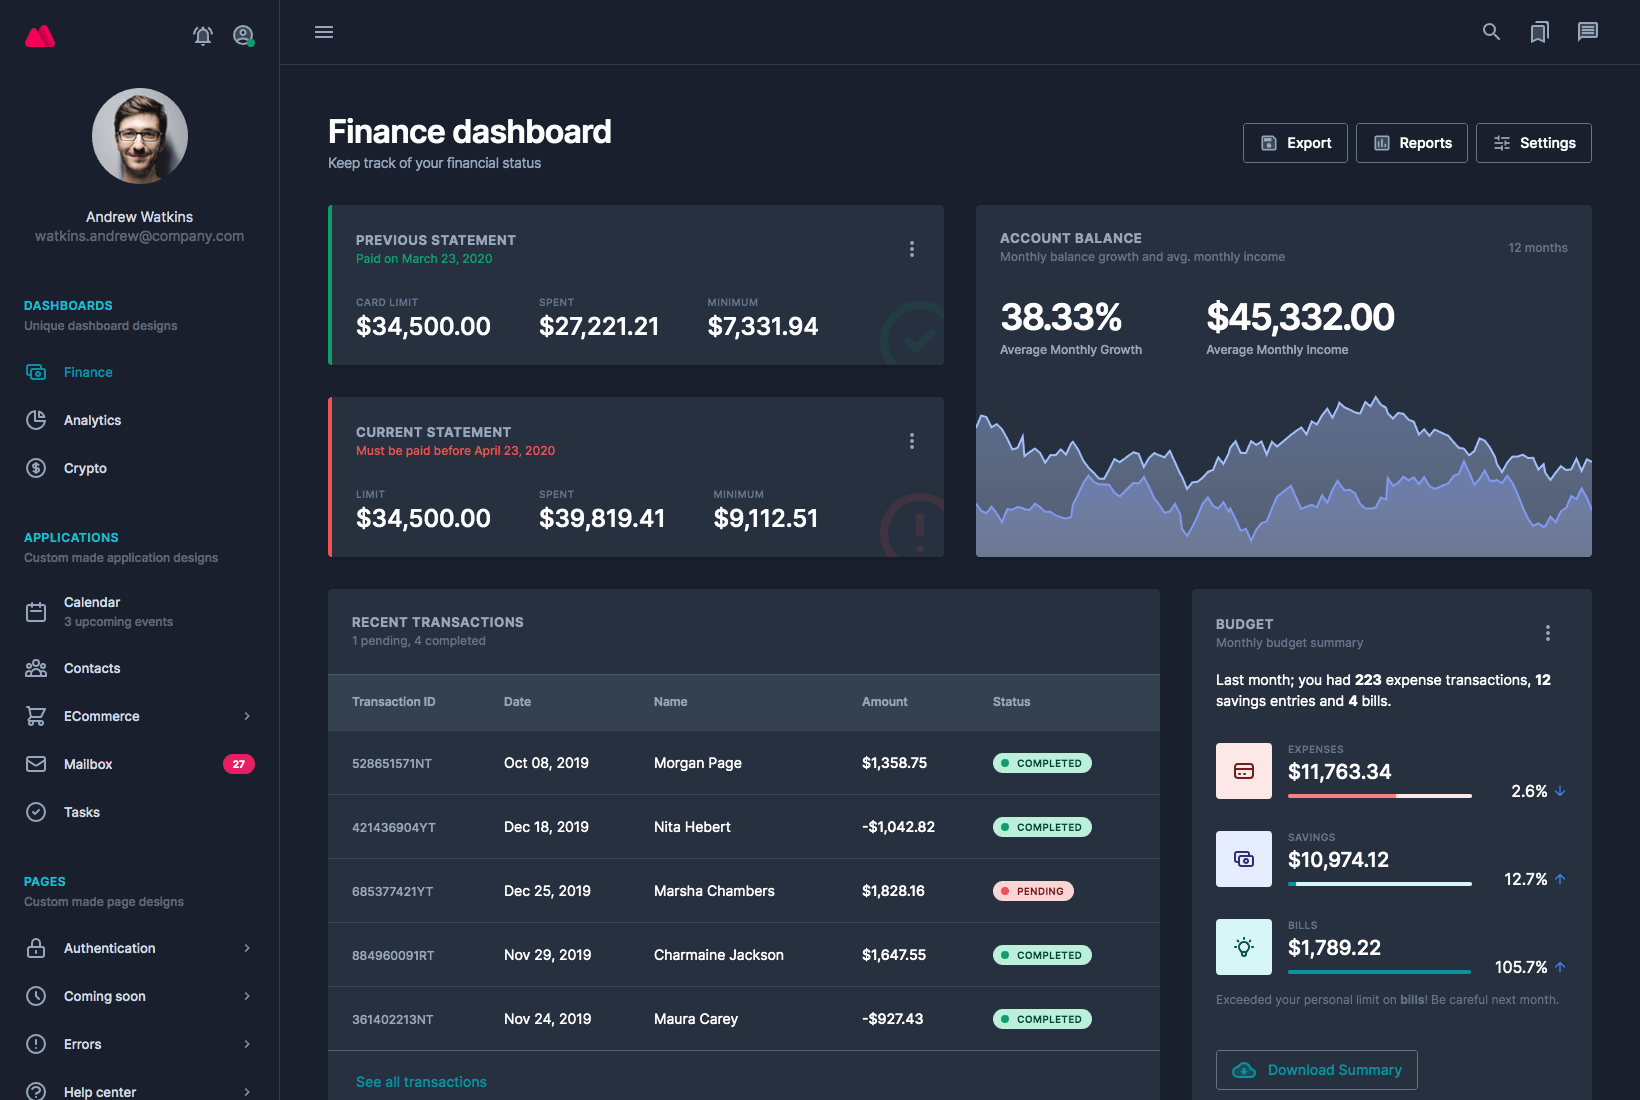 Andrew Watkins
watkins.andrew@company.com
DASHBOARDS
Unique dashboard designs
Finance
Analytics
Crypto
APPLICATIONS
Custom made application designs
Calendar
3 upcoming events
Contacts
ECommerce
Mailbox 27
Tasks
PAGES
Custom made page designs
Authentication
Coming soon
Errors
Help center
Finance dashboard
Keep track of your financial status
Export Reports Settings
PREVIOUS STATEMENT
Paid on March 23, 2020
CARD LIMIT SPENT MINIMUM
$34,500.00 $27,221.21 $7,331.94
CURRENT STATEMENT
Must be paid before April 23, 2020
LIMIT SPENT MINIMUM
$34,500.00 $39,819.41 $9,112.51
ACCOUNT BALANCE
Monthly balance growth and avg. monthly income
12 months
38.33% $45,332.00
Average Monthly Growth Average Monthly Income
RECENT TRANSACTIONS
1 pending, 4 completed
Transaction ID Date Name Amount Status
528651571NT Oct 08, 2019 Morgan Page $1,358.75 COMPLETED
421436904YT Dec 18, 2019 Nita Hebert -$1,042.82 COMPLETED
685377421YT Dec 25, 2019 Marsha Chambers $1,828.16 PENDING
884960091RT Nov 29, 2019 Charmaine Jackson $1,647.55 COMPLETED
361402213NT Nov 24, 2019 Maura Carey -$927.43 COMPLETED
See all transactions
BUDGET
Monthly budget summary
Last month; you had 223 expense transactions, 12
savings entries and 4 bills.
EXPENSES
$11,763.34
2.6%
SAVINGS
$10,974.12
12.7%
BILLS
$1,789.22
105.7%
Exceeded your personal limit on bills! Be careful next month.
Download Summary